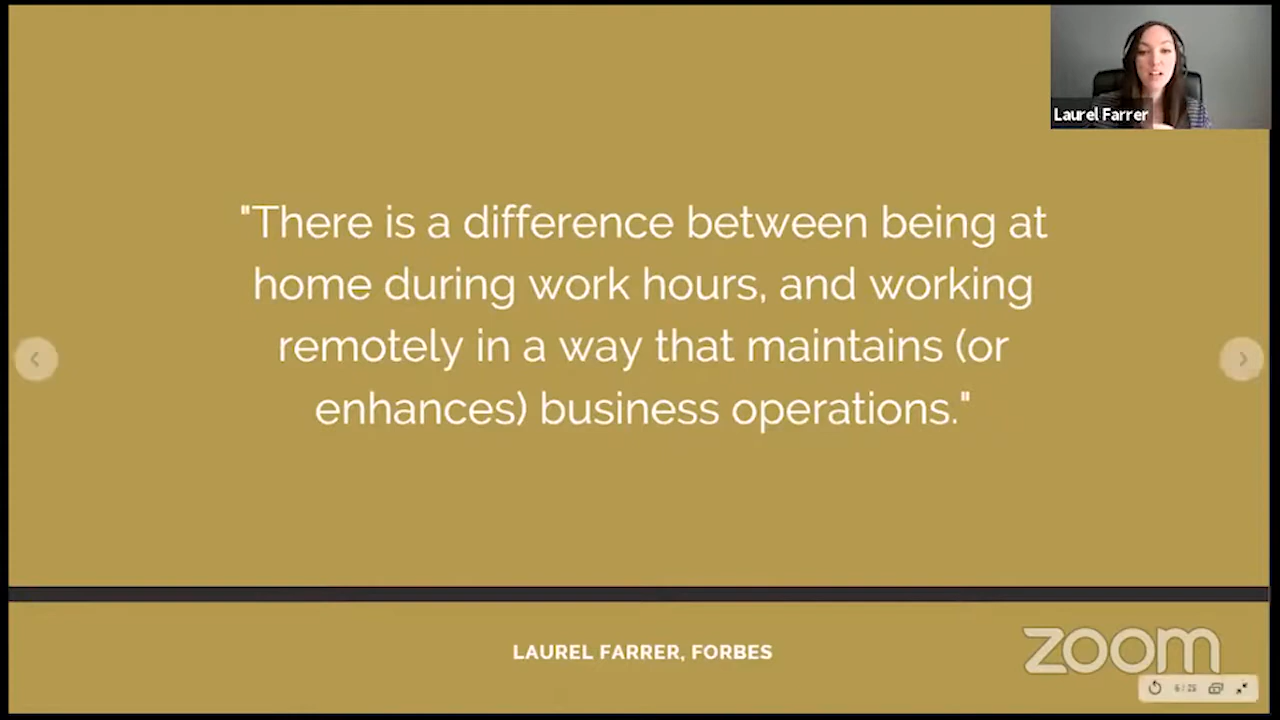 Laurel Farrer
"There is a difference between being at
home during work hours, and working
remotely in a way that maintains (or
enhances) business operations."
LAUREL FARRER, FORBES
zoom